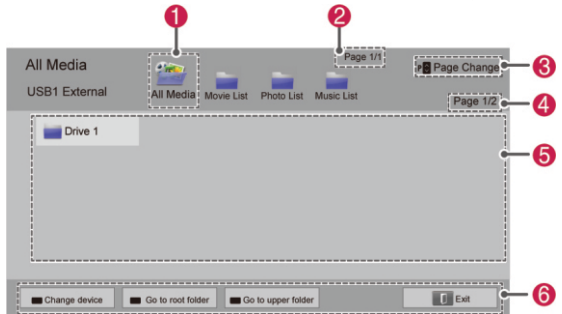 1
2
All Media
Page 1/1
P Page Change
3
USB1 External
All Media
Movie List
Photo List
Music List
Page 1/2
4
Drive 1
5
Change device
Go to root folder
Go to upper folder
Exit
6